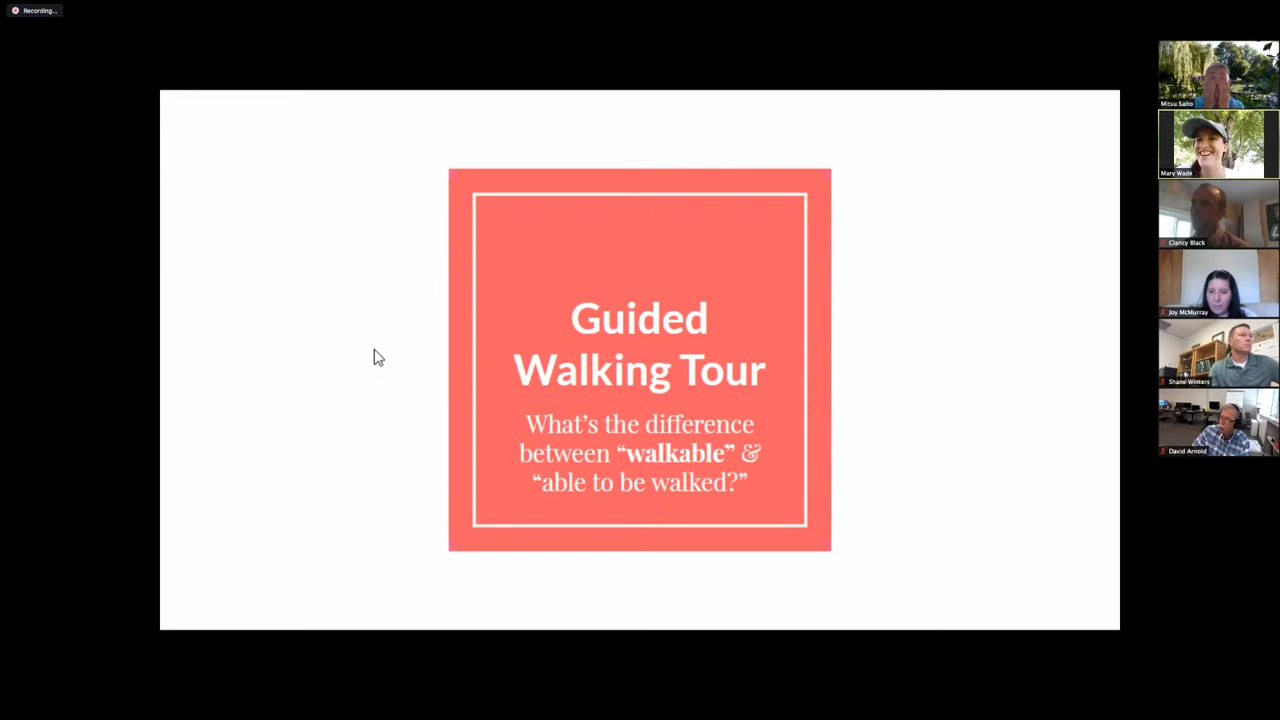 Recording...
Guided
Walking Tour
What’s the difference
between “walkable” &
“able to be walked?”
Mitsu Saito
Mary Wade
Clancy Black
Joy McMurray
Shane Winters
David Arnold